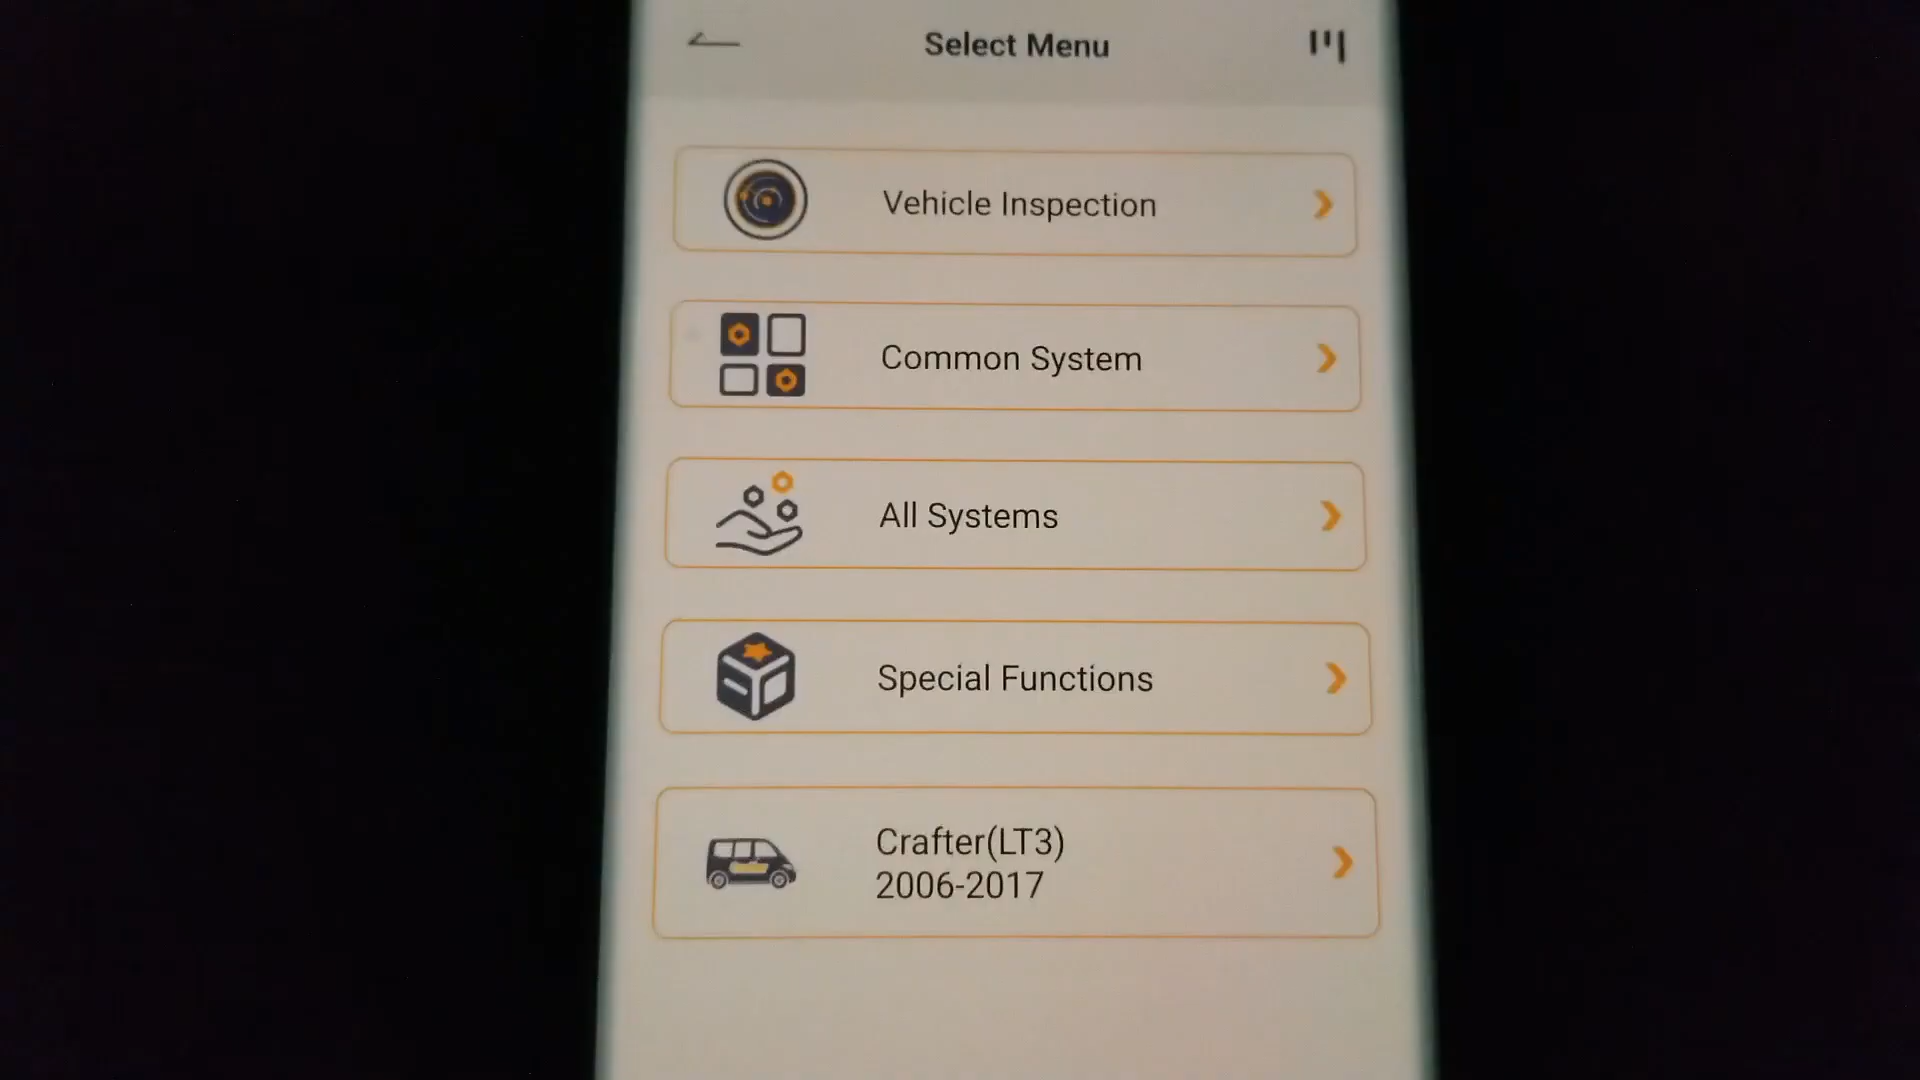 Select Menu
Vehicle Inspection
Common System
All Systems
Special Functions
Crafter(LT3)
2006-2017